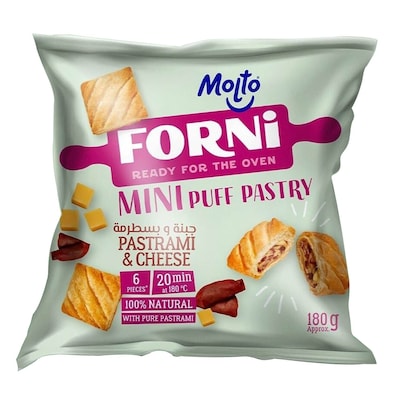 Molto
FORNi
READY FOR THE OVEN
MINI PUFF PASTRY
جبنة و بسطرمة
PASTRAMI
& CHEESE
6
PIECES*
20 min
at 180 °C
100% NATURAL
WITH PURE PASTRAMI
180g
Approx.